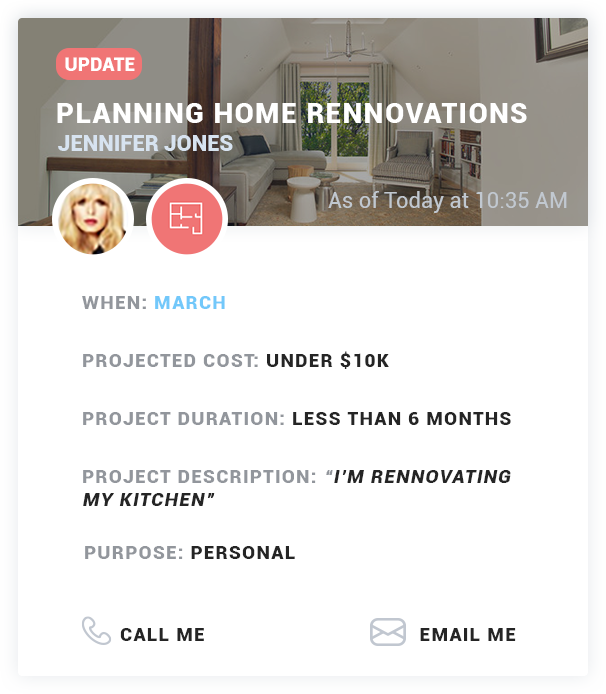 UPDATE
PLANNING HOME RENNOVATIONS
JENNIFER JONES
As of Today at 10:35 AM
WHEN: MARCH
PROJECTED COST: UNDER $10K
PROJECT DURATION: LESS THAN 6 MONTHS
PROJECT DESCRIPTION: “I’M RENNOVATING
MY KITCHEN”
PURPOSE: PERSONAL
CALL ME
EMAIL ME